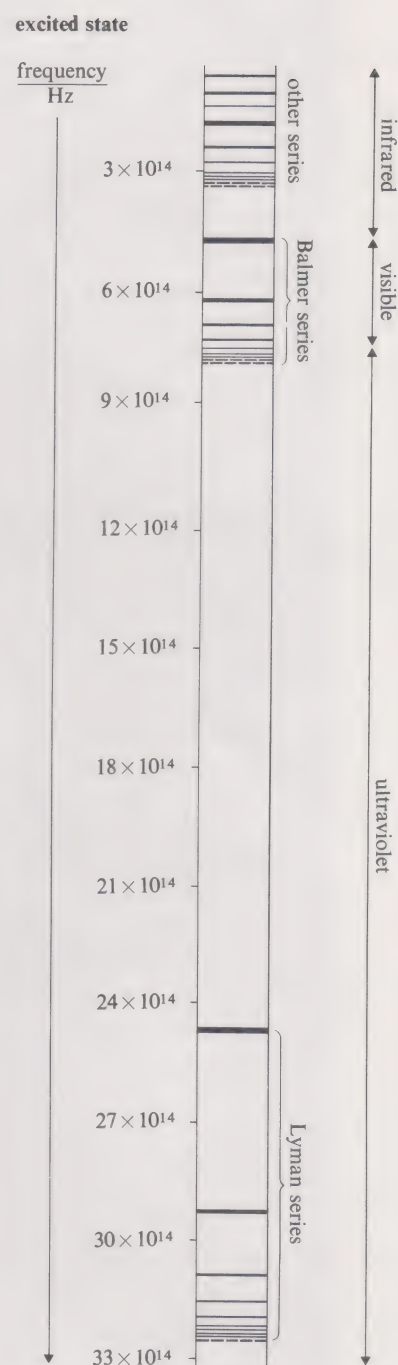 excited state
frequency
Hz
other series
infrared
3 × 10¹⁴
Balmer series
visible
6 × 10¹⁴
9 × 10¹⁴
12 × 10¹⁴
15 × 10¹⁴
18 × 10¹⁴
ultraviolet
21 × 10¹⁴
24 × 10¹⁴
27 × 10¹⁴
Lyman series
30 × 10¹⁴
33 × 10¹⁴